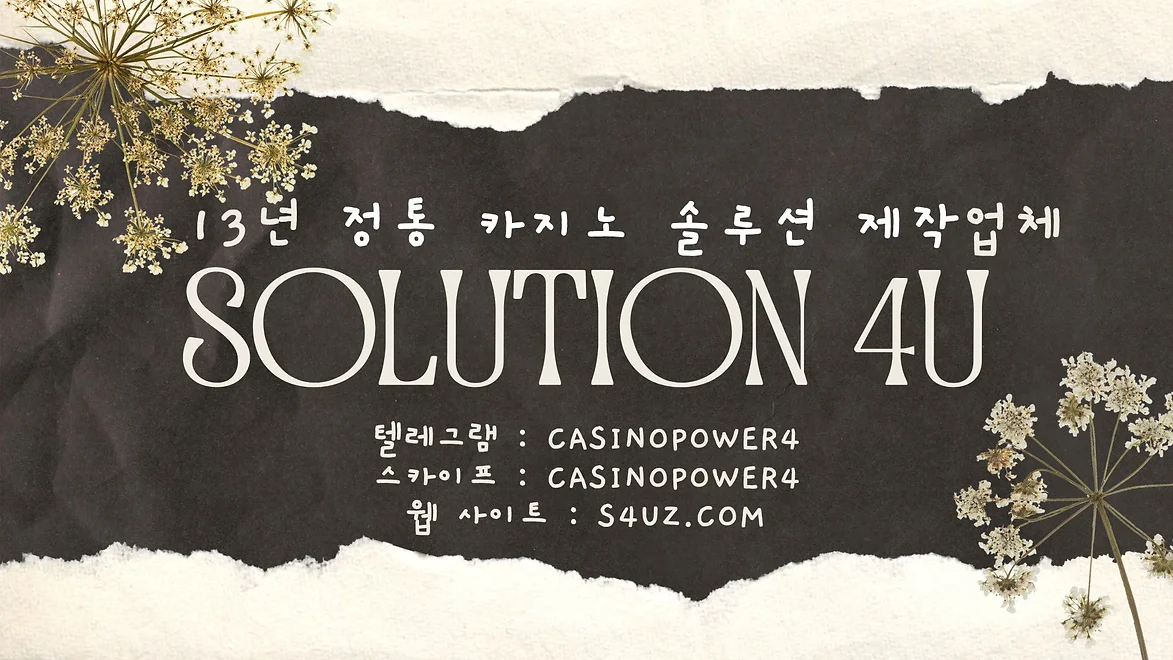 13년 정통 카지노 솔루션 제작업체
SOLUTION 4U
텔레그램 : CASINOPOWER4
스카이프 : CASINOPOWER4
웹 사이트 : S4UZ.COM